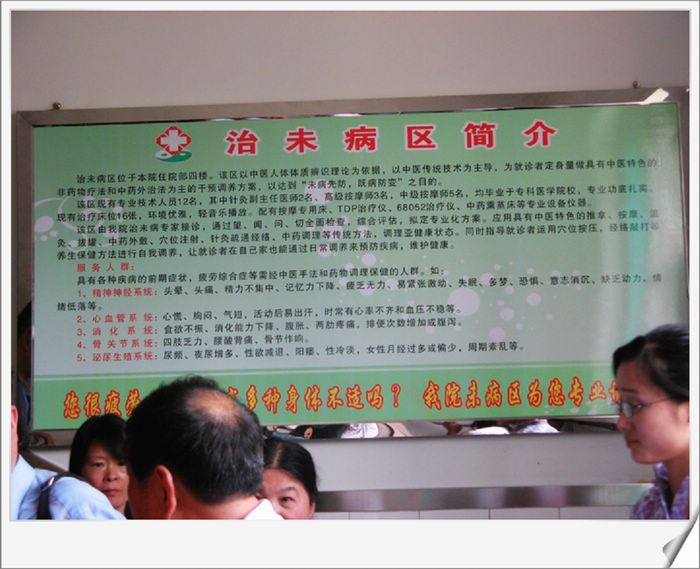 治未病区简介
治未病区位于本院住院部四楼。该区以中医人体体质辨识理论为依据，以中医传统技术为主导，为就诊者定身量做具有中医特色的
非药物疗法和中药外治法为主的干预调养方案，以达到“未病先防，既病防变”之目的。
该区现有专业技术人员12名，其中针灸副主任医师2名、高级按摩师3名，中级按摩师5名，均毕业于专科医学院校，专业功底扎实。
现有治疗床位16张，环境优雅，轻音乐播放。配有按摩专用床、TDP治疗仪、68052治疗仪、中药熏蒸床等专业设备仪器。
该区由我院治未病专家接诊，通过望、闻、问、切全面检查，综合评估，拟定专业化方案。应用具有中医特色的推拿、按摩、
灸、拔罐、中药外敷、穴位注射、针灸疏通经络、中药调理等传统方法，调理亚健康状态。同时指导就诊者运用穴位按压，经络敲打等
养生保健方法进行自我调养，让就诊者在自己家也能通过日常调养来预防疾病，维护健康。
服务人群：
具有各种疾病的前期症状，疲劳综合症等需经中医手法和药物调理保健的人群。如：
1、精神神经系统：头晕、头痛、精力不集中、记忆力下降、疲乏无力、易紧张激动、失眠、多梦、恐惧、意志消沉、缺乏动力、情
绪低落等。
2、心血管系统：心慌、胸闷、气短，活动后易出汗，时常有心率不齐和血压不稳等。
3、消化系统：食欲不振、消化能力下降、腹胀、两肋疼痛，排便次数增加或腹泻。
4、骨关节系统：四肢乏力、腰酸背痛、骨节作响。
5、泌尿生殖系统：尿频、夜尿增多、性欲减退、阳痿、性冷淡，女性月经过多或偏少，周期紊乱等。
您很疲 多种身体不适吗？ 我院未病区为您专业